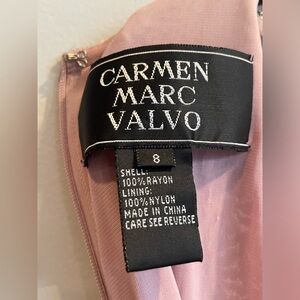 CARMEN
MARC
VALVO
8
SHELL:
100%RAYON
LINING:
100%NYLON
MADE IN CHINA
CARE SEE REVERSE